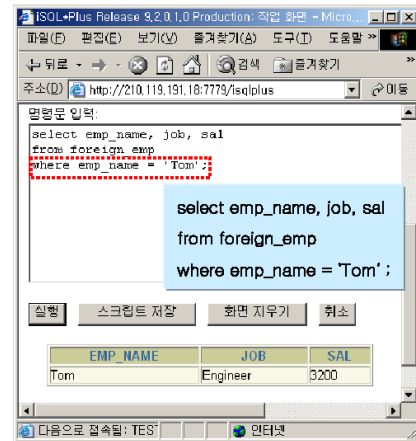 iSQL*Plus Release 9.2.0.1.0 Production: 작업 화면 - Micro...
파일(F) 편집(E) 보기(V) 즐겨찾기(A) 도구(T) 도움말 »
뒤로 검색 즐겨찾기 »
주소(D) http://210.119.191.18:7779/isqlplus 이동
명령문 입력:
select emp_name, job, sal
from foreign_emp
where emp_name = 'Tom';
select emp_name, job, sal
from foreign_emp
where emp_name = 'Tom' ;
실행 스크립트 저장 화면 지우기 취소
EMP_NAME JOB SAL
Tom Engineer 3200
다음으로 접속됨: TES 인터넷